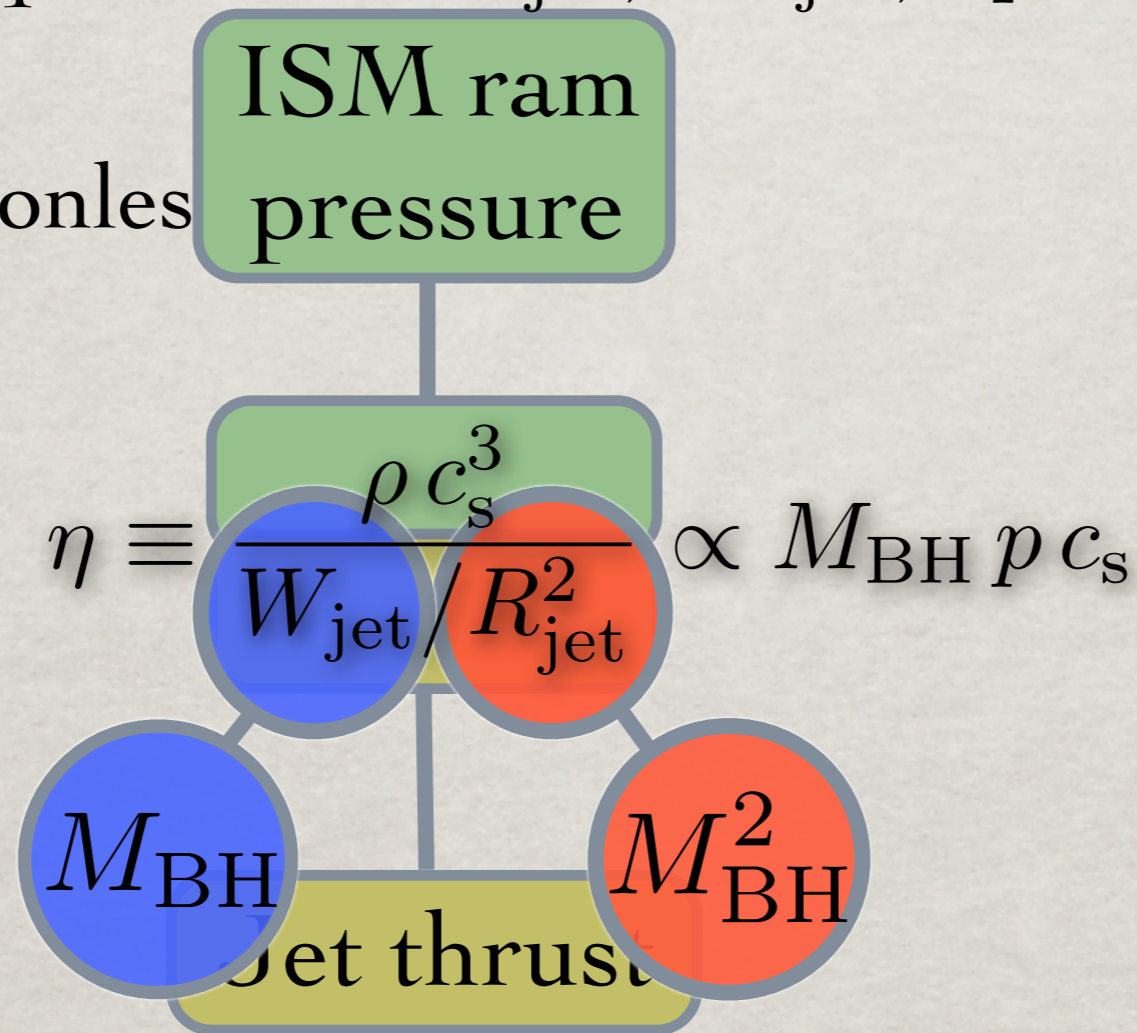 ISM ram
onles
pressure
η ≡ ρ c_s^3 / (W_jet/R_jet^2) ∝ M_BH p c_s
M_BH
M_BH^2
Jet thrust